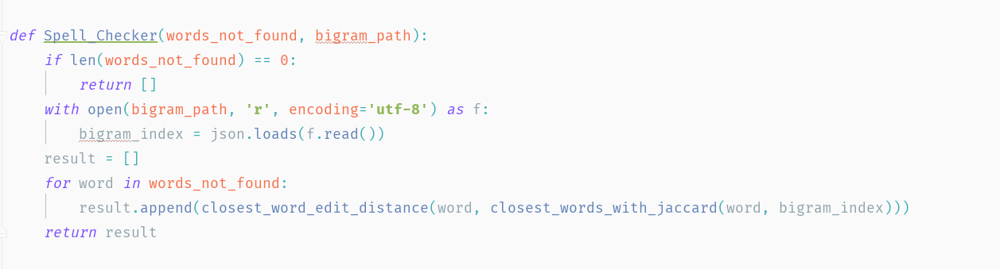 def Spell_Checker(words_not_found, bigram_path):
    if len(words_not_found) == 0:
        return []
    with open(bigram_path, 'r', encoding='utf-8') as f:
        bigram_index = json.loads(f.read())
    result = []
    for word in words_not_found:
        result.append(closest_word_edit_distance(word, closest_words_with_jaccard(word, bigram_index)))
    return result